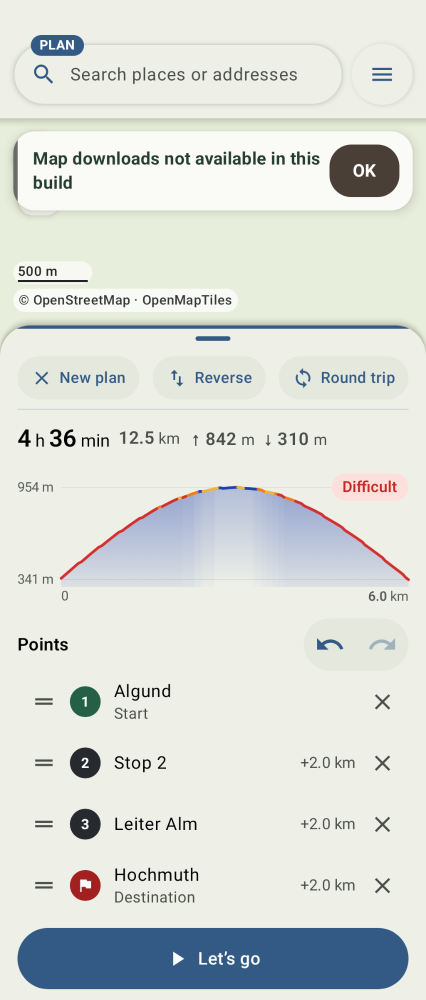 PLAN
Search places or addresses
Map downloads not available in this
build
OK
500 m
© OpenStreetMap · OpenMapTiles
New plan
Reverse
Round trip
4 h 36 min 12.5 km ↑ 842 m ↓ 310 m
954 m
Difficult
341 m
0
6.0 km
Points
1
Algund
Start
2
Stop 2
+2.0 km
3
Leiter Alm
+2.0 km
Hochmuth
Destination
+2.0 km
Let’s go